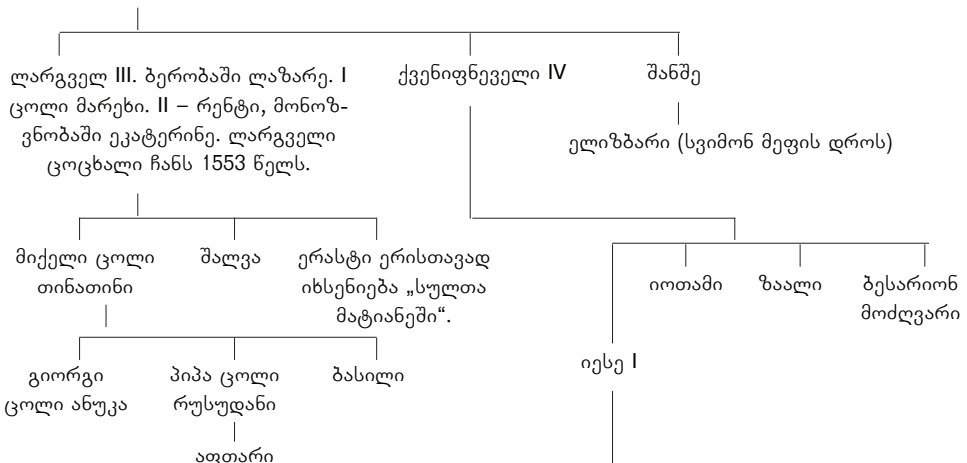 ლარგველ III. ბერობაში ლაზარე. I
ცოლი მარეხი. II – რენტი, მონოზ-
ვნობაში ეკატერინე. ლარგველი
ცოცხალი ჩანს 1553 წელს.
ქვენიფნეველი IV
შანშე
ელიზბარი (სვიმონ მეფის დროს)
მიქელი ცოლი
თინათინი
შალვა
ერასტი ერისთავად
იხსენიება „სულთა
მატიანეში“.
იოთამი
ზაალი
ბესარიონ
მოძღვარი
გიორგი
ცოლი ანუკა
პიპა ცოლი
რუსუდანი
ბასილი
იესე I
აფთარი